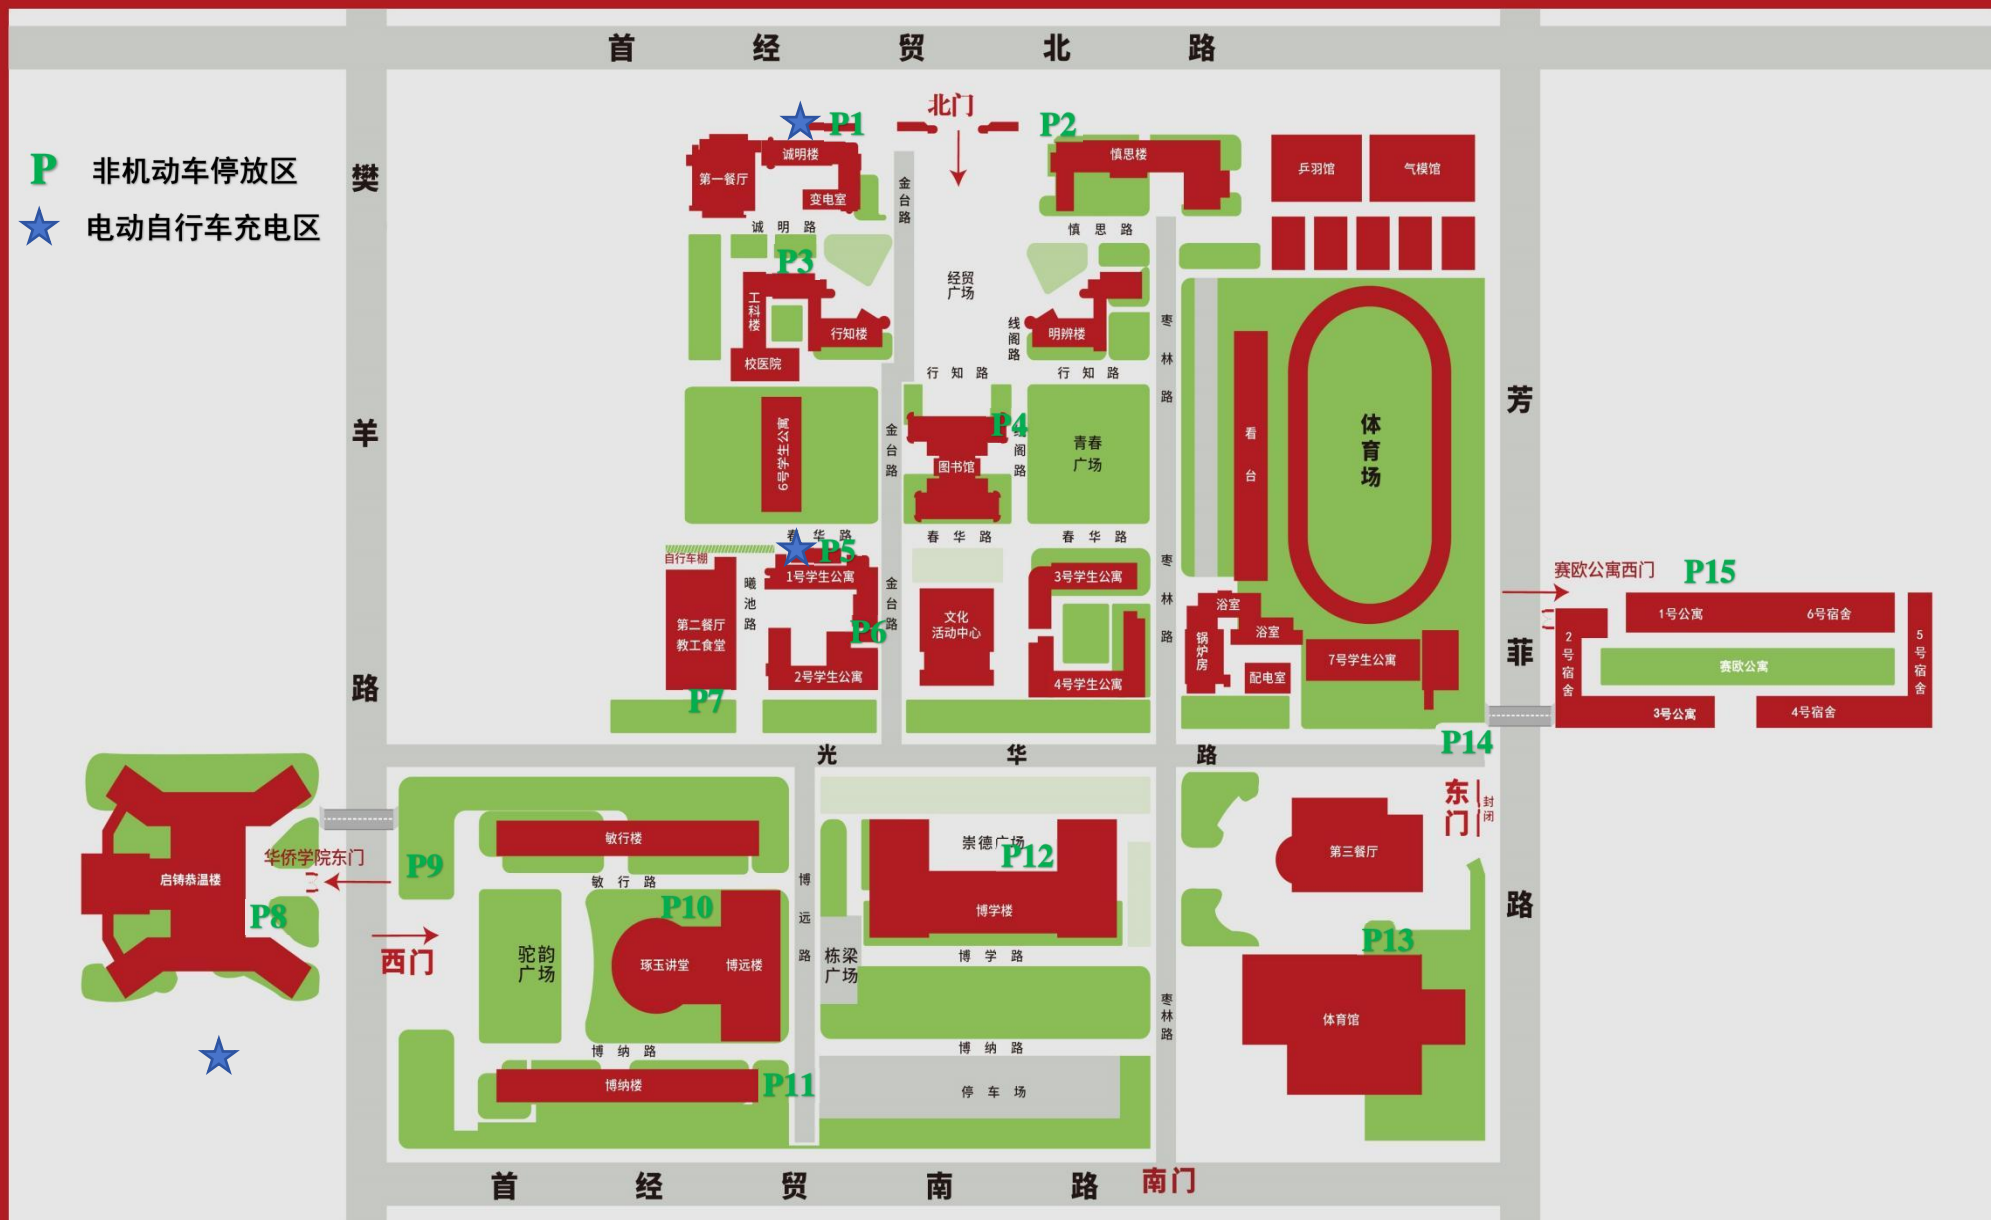 首经贸北路
P 非机动车停放区
电动自行车充电区
樊羊路
芳菲路
北门
P1
P2
诚明楼
第一餐厅
变电室
慎思楼
乒羽馆
气模馆
金台路
诚明路
慎思路
P3
经贸
广场
工科楼
行知楼
校医院
线阁路
明辨楼
枣林路
行知路
行知路
6号学生公寓
金台路
P4
图书馆
阁路
青春
广场
看台
体育场
春华路
春华路
春华路
P5
自行车棚
1号学生公寓
曦池路
第二餐厅
教工食堂
P6
金台路
文化
活动中心
3号学生公寓
枣林路
浴室
浴室
锅炉房
配电室
7号学生公寓
2号学生公寓
4号学生公寓
P7
赛欧公寓西门
P15
1号公寓
6号宿舍
2号宿舍
5号宿舍
赛欧公寓
3号公寓
4号宿舍
光华路
P14
东门
封闭
敏行楼
华侨学院东门
P9
启铸恭温楼
P8
西门
敏行路
P10
驼韵
广场
琢玉讲堂
博远楼
博远路
崇德广场
P12
博学楼
栋梁
广场
博学路
第三餐厅
P13
体育馆
枣林路
博纳路
博纳路
博纳楼
P11
停车场
首经贸南路
南门